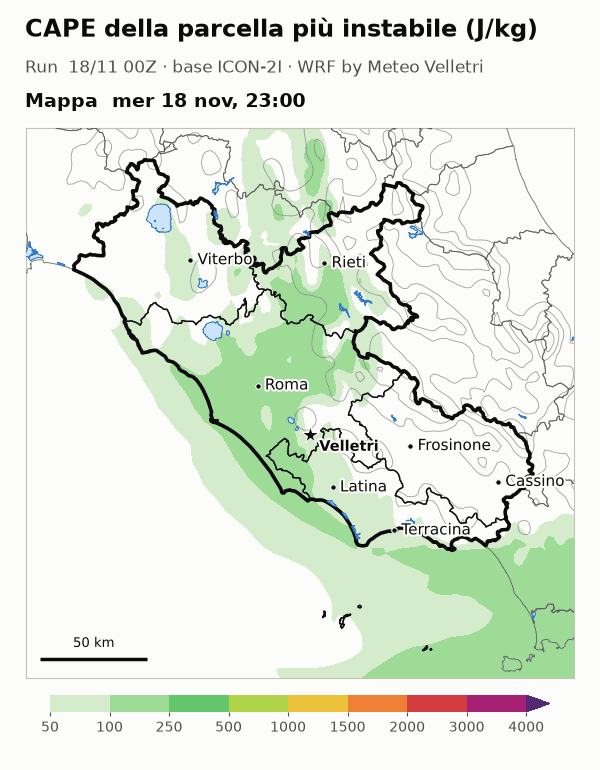 CAPE della parcella più instabile (J/kg)
Run  18/11 00Z · base ICON-2I · WRF by Meteo Velletri
Mappa  mer 18 nov, 23:00
Viterbo
Rieti
Roma
Velletri
Frosinone
Latina
Cassino
Terracina
50 km
50 100 250 500 1000 1500 2000 3000 4000